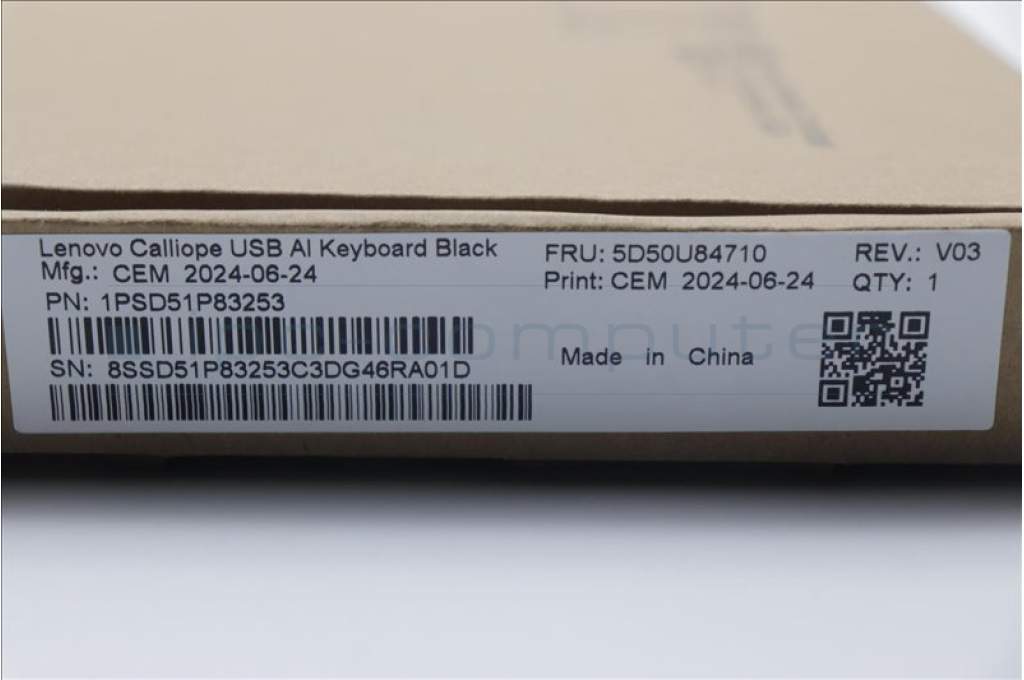 Lenovo Calliope USB AI Keyboard Black
Mfg.: CEM 2024-06-24
FRU: 5D50U84710
Print: CEM 2024-06-24
REV.: V03
QTY: 1
PN: 1PSD51P83253
SN: 8SSD51P83253C3DG46RA01D
Made in China